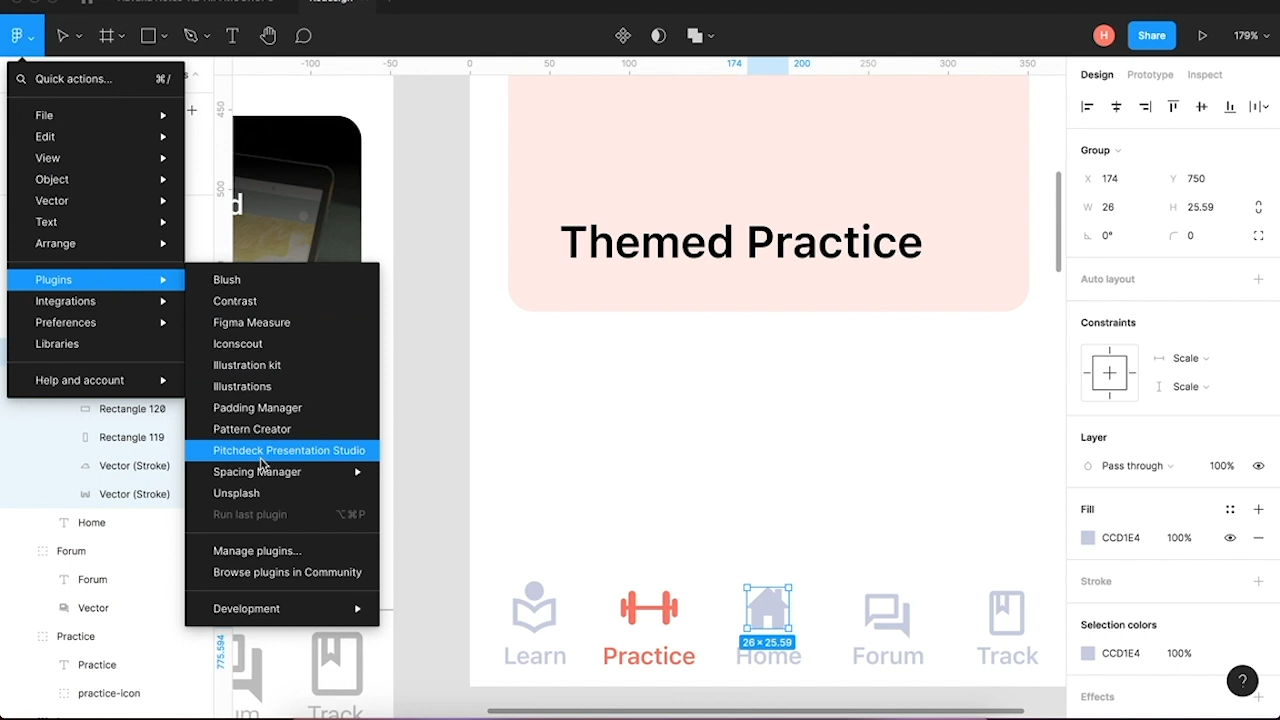 Redesign
Share
179%
Quick actions...
⌘/
File
Edit
View
Object
Vector
Text
Arrange
Plugins
Integrations
Preferences
Libraries
Help and account
Blush
Contrast
Figma Measure
Iconscout
Illustration kit
Illustrations
Padding Manager
Pattern Creator
Pitchdeck Presentation Studio
Spacing Manager
Unsplash
Run last plugin ⌥⌘P
Manage plugins...
Browse plugins in Community
Development
Rectangle 120
Rectangle 119
Vector (Stroke)
Vector (Stroke)
Home
Forum
Forum
Vector
Practice
Practice
practice-icon
-100 -50 0 50 100 174 200 250 300 350
450
500
775.594
d
Themed Practice
26 × 25.59
Learn
Practice
Home
Forum
Track
um
Track
H
Design Prototype Inspect
Group
X 174 Y 750
W 26 H 25.59
0° 0
Auto layout
Constraints
Scale
Scale
Layer
Pass through 100%
Fill
CCD1E4 100%
Stroke
Selection colors
CCD1E4 100%
Effects
?